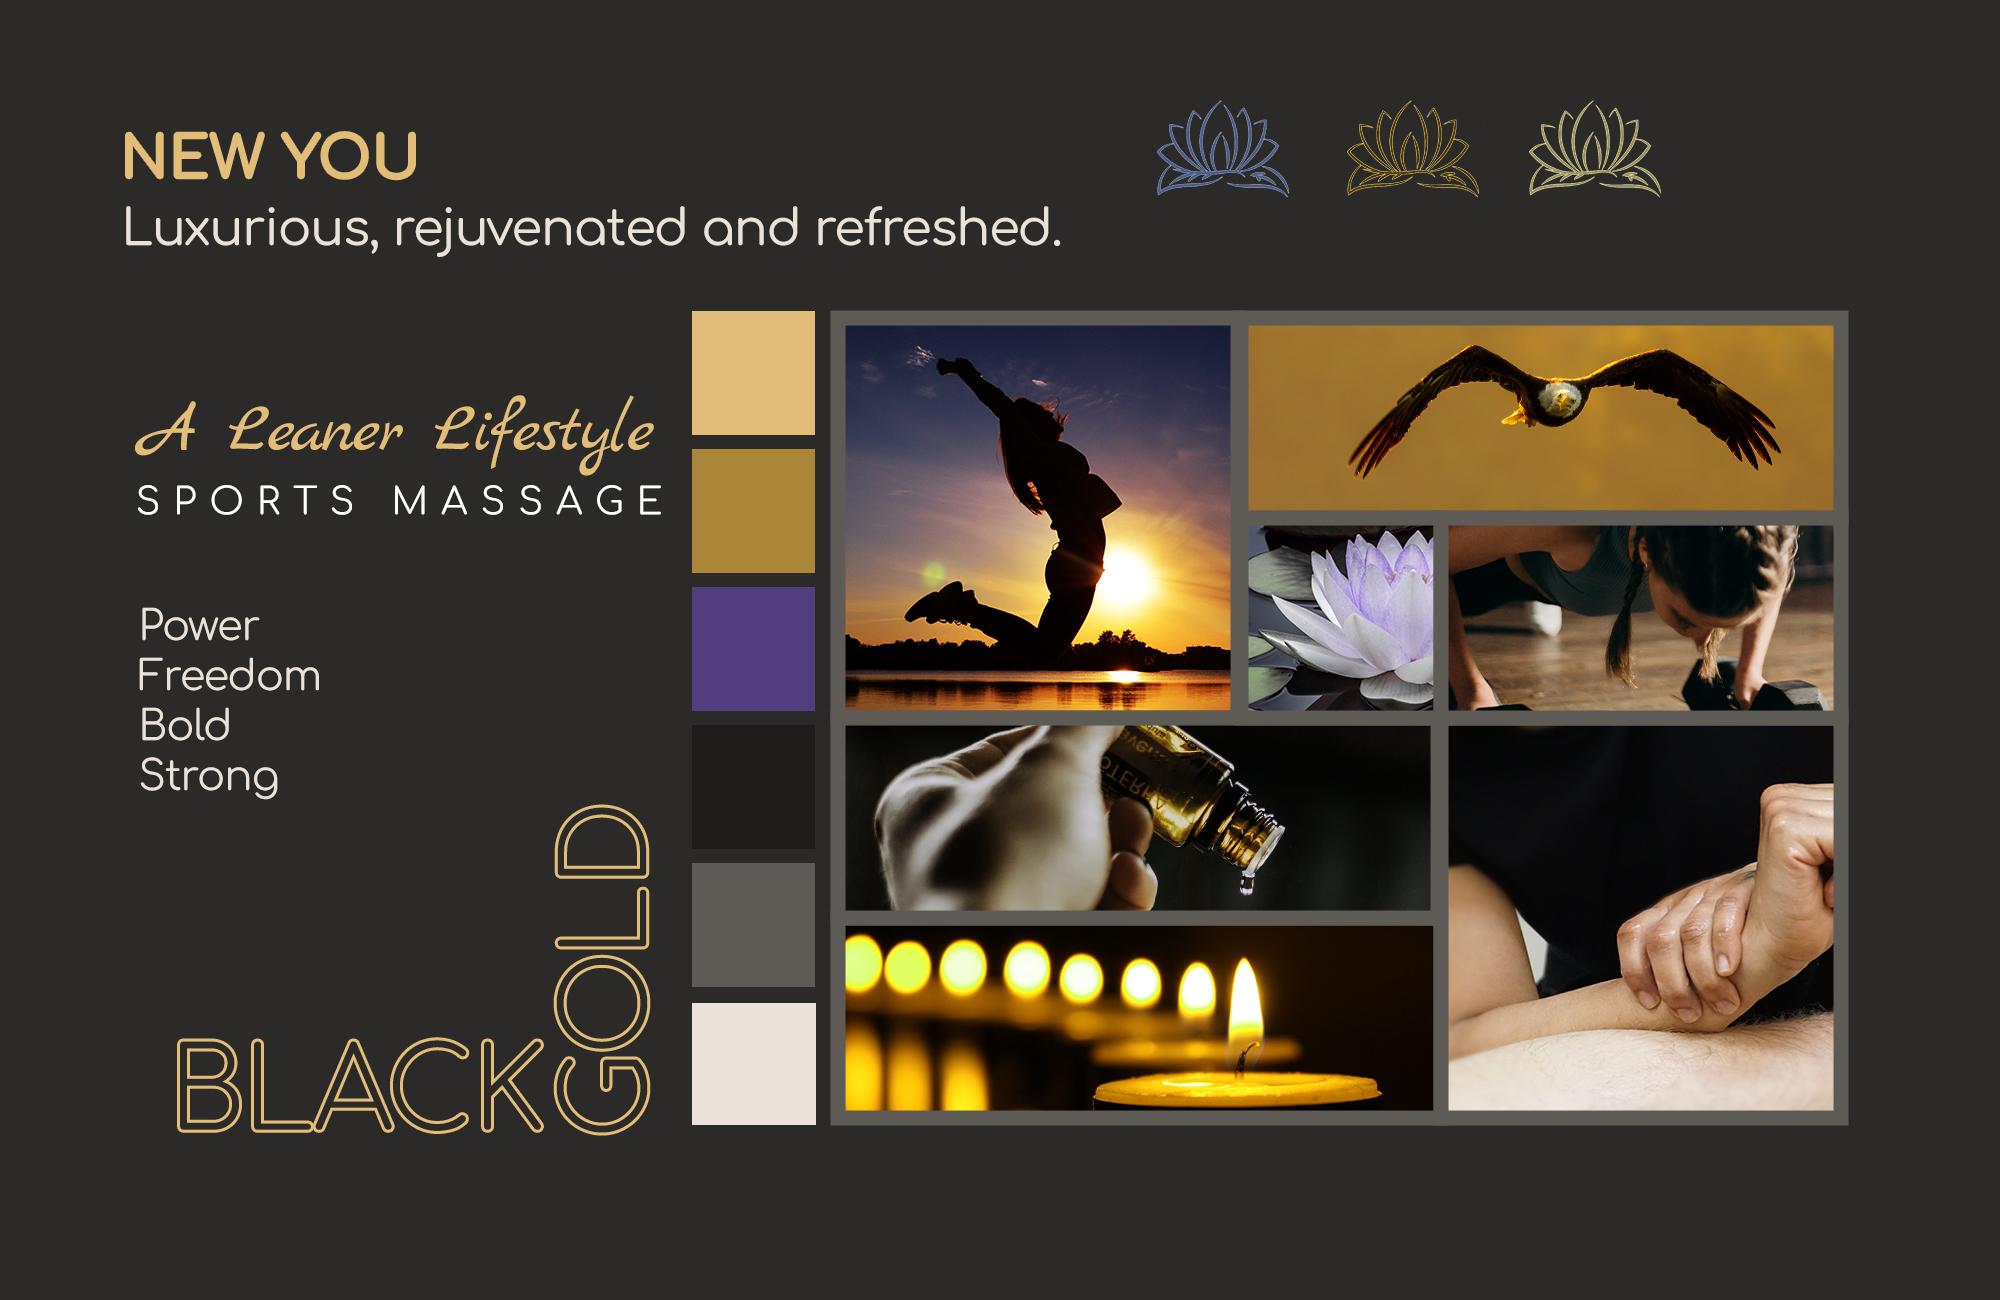 NEW YOU
Luxurious, rejuvenated and refreshed.
A Leaner Lifestyle
SPORTS MASSAGE
Power
Freedom
Bold
Strong
BLACK
GOLD